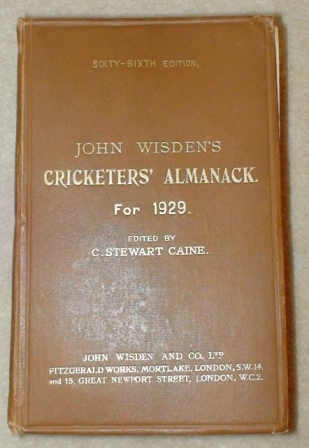 SIXTY-SIXTH EDITION,
JOHN WISDEN'S
CRICKETERS' ALMANACK.
For 1929.
EDITED BY
C. STEWART CAINE.
JOHN WISDEN AND CO. LTD
FITZGERALD WORKS, MORTLAKE, LONDON, S.W. 14.
and 15, GREAT NEWPORT STREET, LONDON, W.C.2.